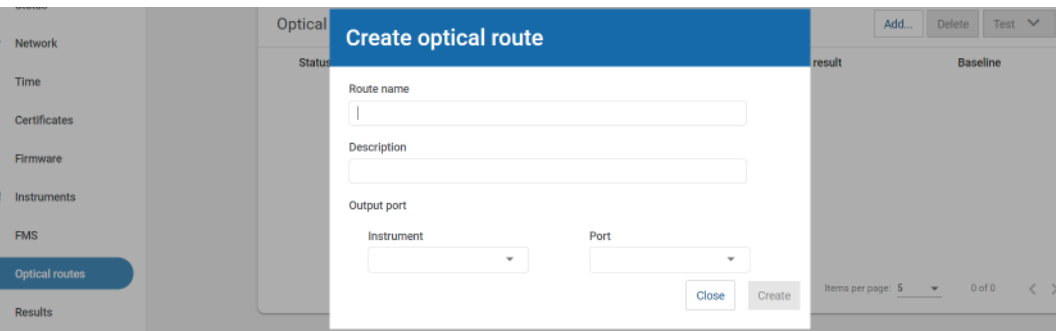 Status
Network
Time
Certificates
Firmware
Instruments
FMS
Optical routes
Results
Optical
Add...
Delete
Test
Status
result
Baseline
Create optical route
Route name
Description
Output port
Instrument
Port
Close
Create
Items per page: 5
0 of 0